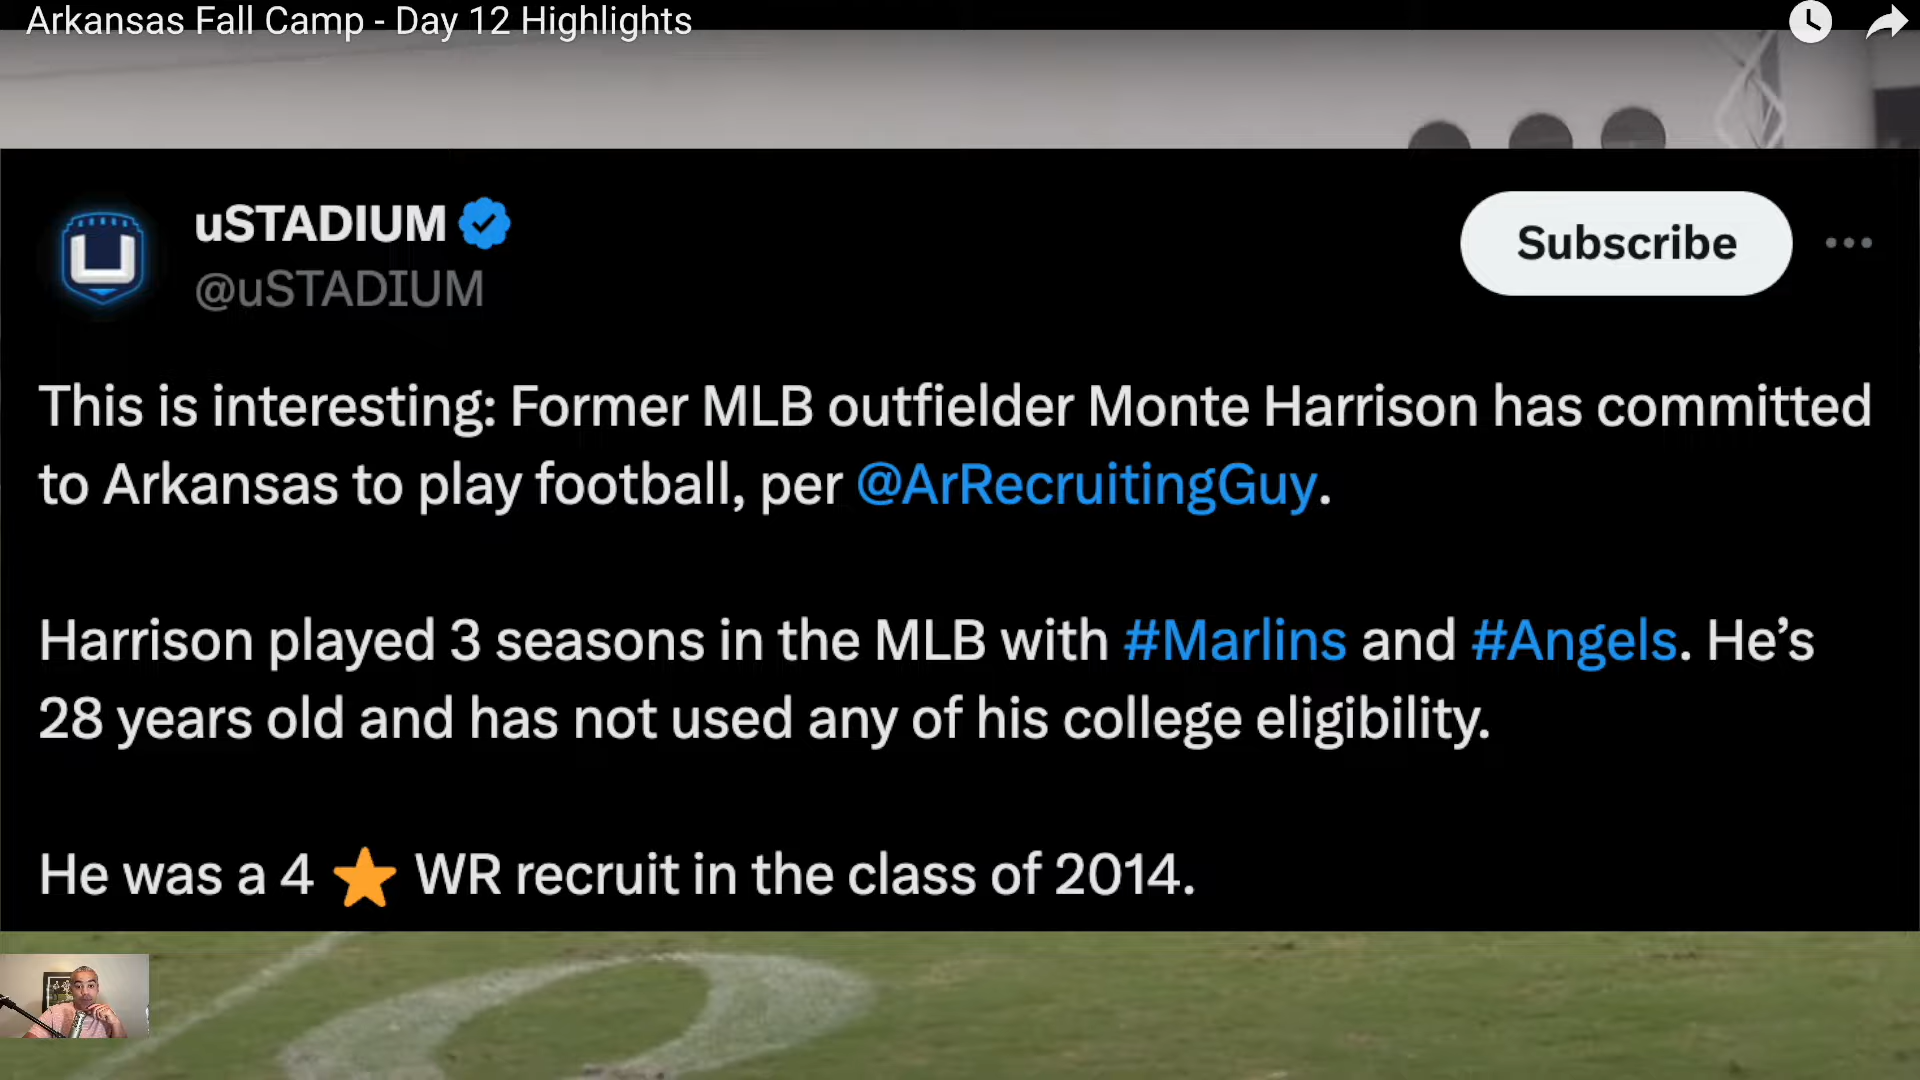 Arkansas Fall Camp - Day 12 Highlights
uSTADIUM
@uSTADIUM
Subscribe
This is interesting: Former MLB outfielder Monte Harrison has committed
to Arkansas to play football, per @ArRecruitingGuy.
Harrison played 3 seasons in the MLB with #Marlins and #Angels. He’s
28 years old and has not used any of his college eligibility.
He was a 4 ⭐ WR recruit in the class of 2014.